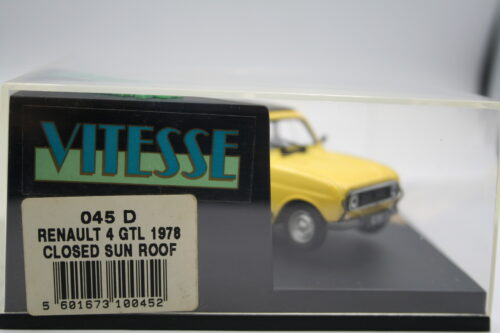 VITESSE
045 D
RENAULT 4 GTL 1978
CLOSED SUN ROOF
5 601673 100452